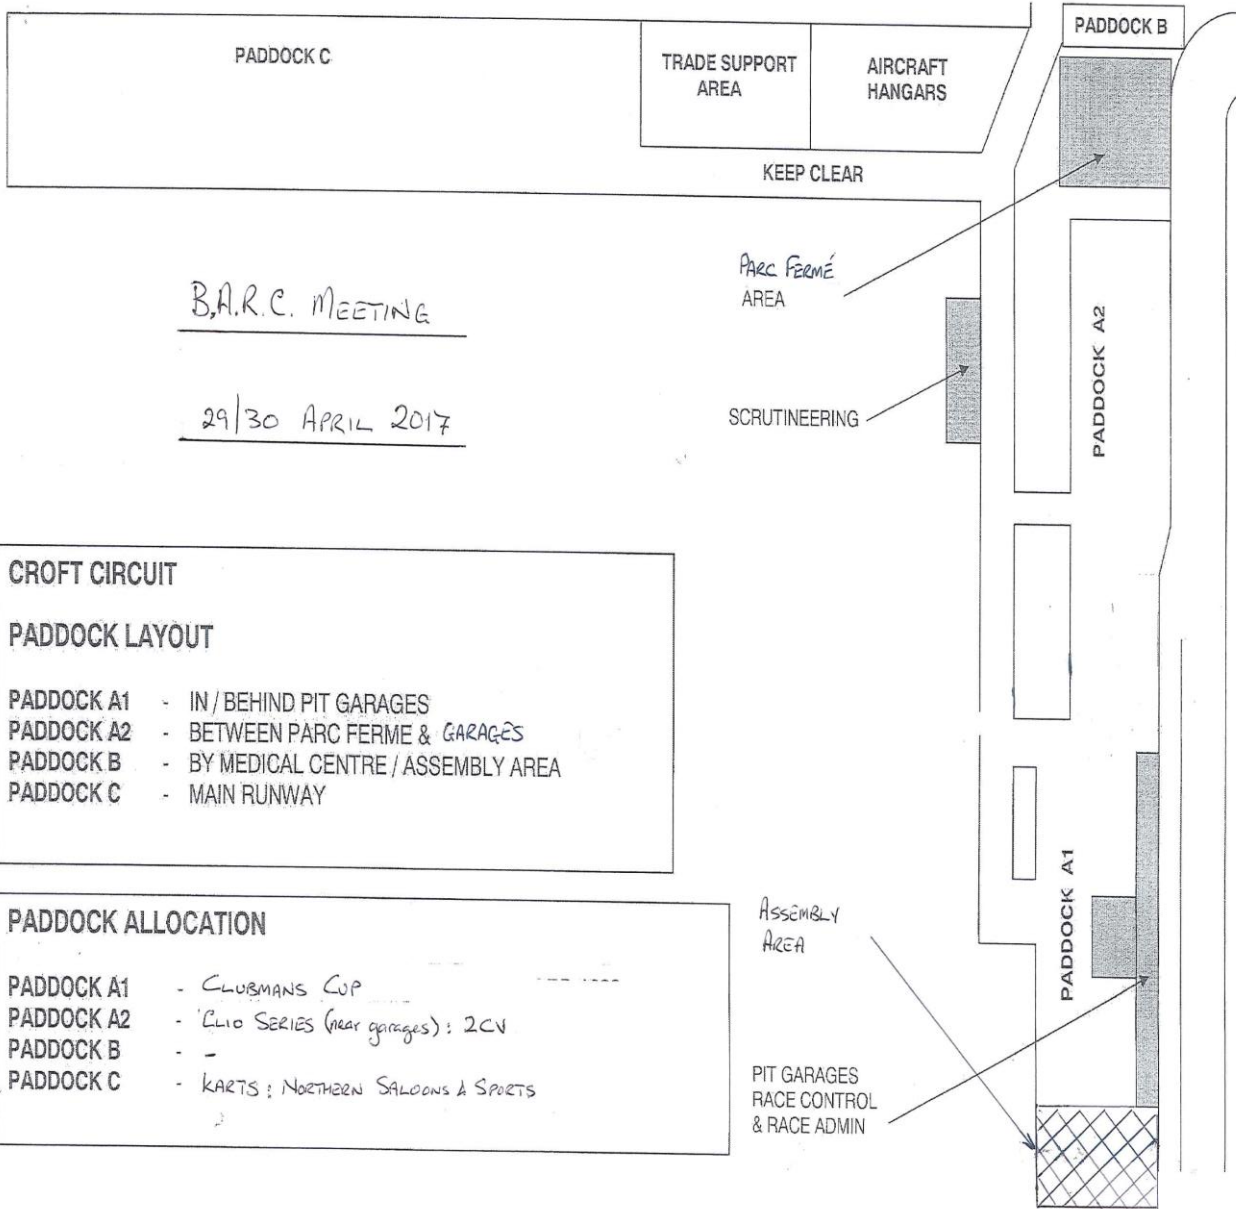 PADDOCK B
PADDOCK C
TRADE SUPPORT
AREA
AIRCRAFT
HANGARS
KEEP CLEAR
PARC FERMÉ
AREA
B.A.R.C. MEETING
29/30 APRIL 2017
SCRUTINEERING
PADDOCK A2
CROFT CIRCUIT
PADDOCK LAYOUT
PADDOCK A1 - IN / BEHIND PIT GARAGES
PADDOCK A2 - BETWEEN PARC FERME & GARAGES
PADDOCK B - BY MEDICAL CENTRE / ASSEMBLY AREA
PADDOCK C - MAIN RUNWAY
PADDOCK A1
ASSEMBLY
AREA
PADDOCK ALLOCATION
PADDOCK A1 - CLUBMANS CUP
PADDOCK A2 - CLIO SERIES (near garages) : 2CV
PADDOCK B - -
PADDOCK C - KARTS : NORTHERN SALOONS & SPORTS
PIT GARAGES
RACE CONTROL
& RACE ADMIN